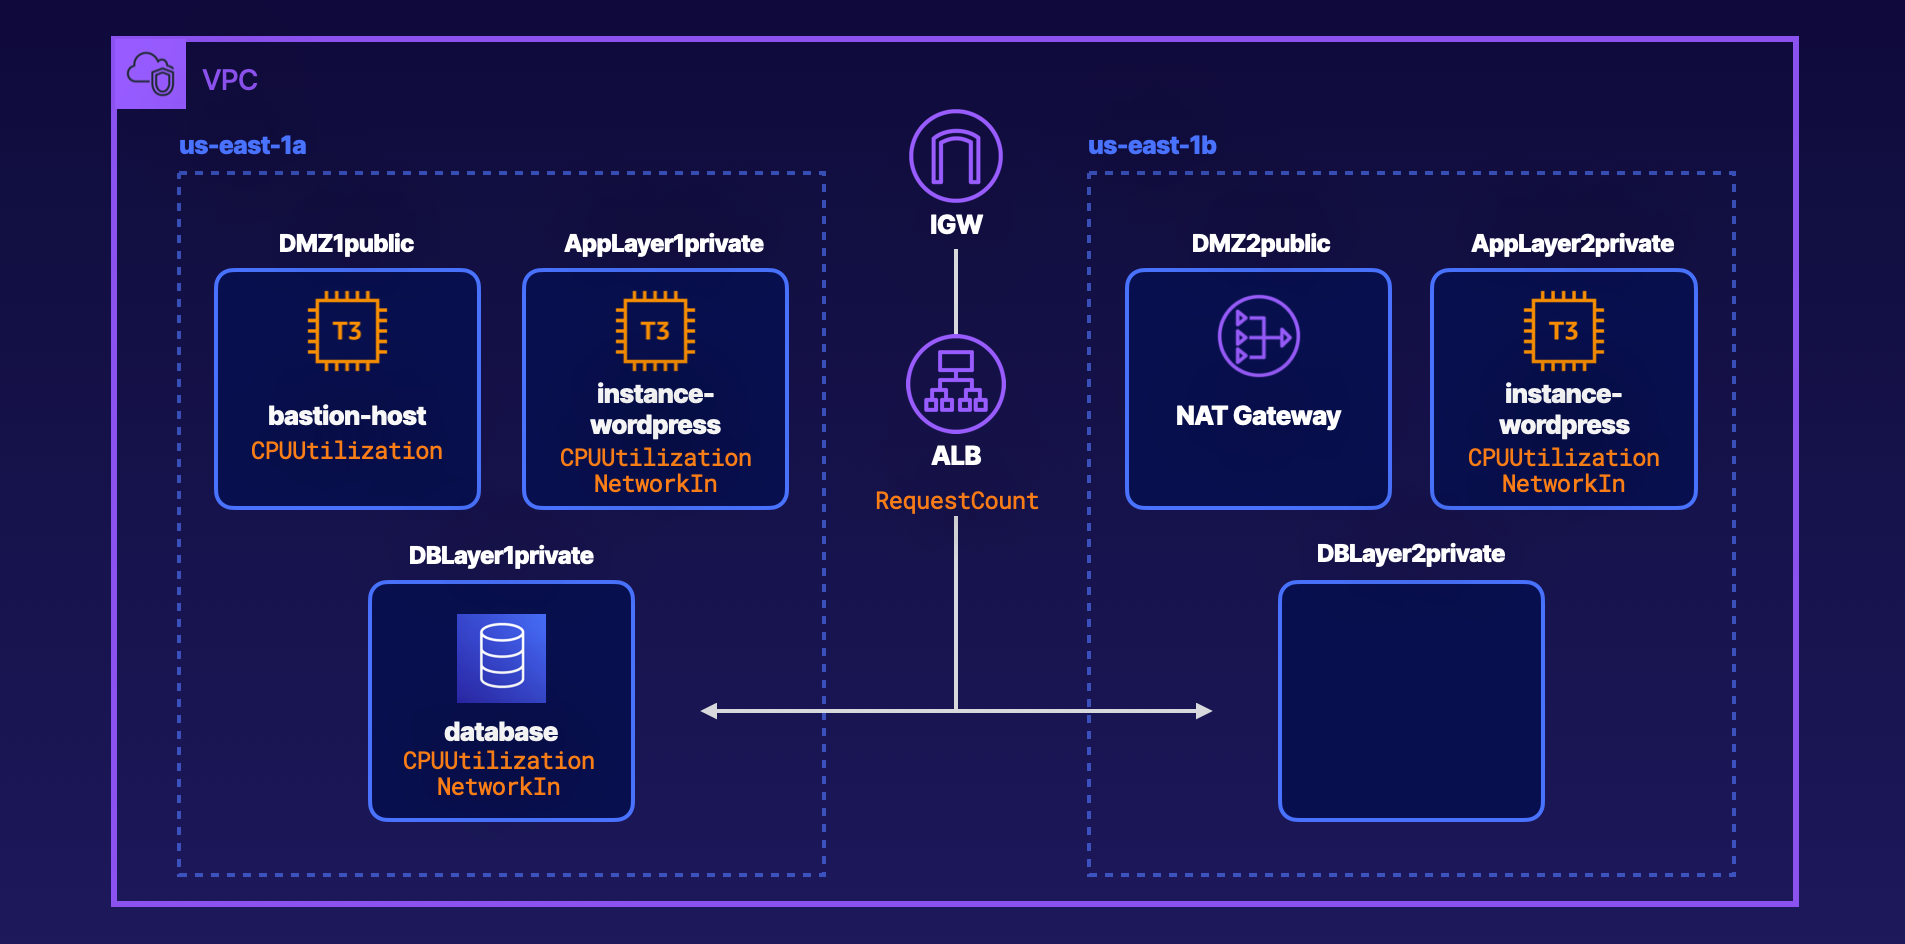 VPC
us-east-1a
DMZ1public
T3
bastion-host
CPUUtilization
AppLayer1private
T3
instance-
wordpress
CPUUtilization
NetworkIn
DBLayer1private
database
CPUUtilization
NetworkIn
IGW
ALB
RequestCount
us-east-1b
DMZ2public
NAT Gateway
AppLayer2private
T3
instance-
wordpress
CPUUtilization
NetworkIn
DBLayer2private